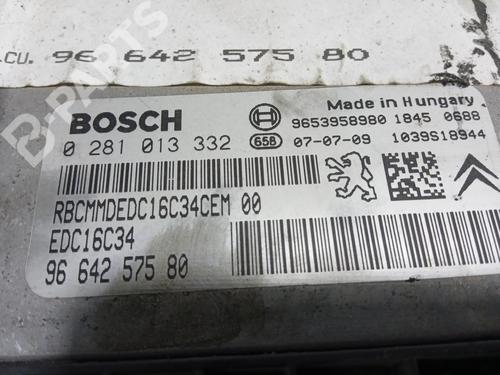 .CU. 96 642 575 80
B-Parts
BOSCH
Made in Hungary
0 281 013 332
9653958980 1845 0688
658 07-07-09 1039S18944
RBCMMDEDC16C34CEM 00
EDC16C34
96 642 575 80